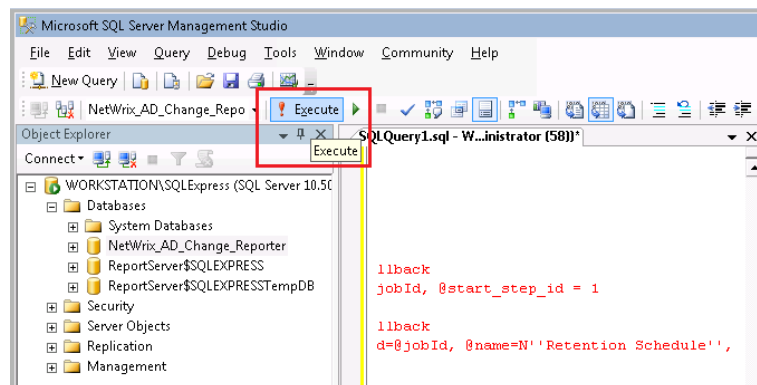 Microsoft SQL Server Management Studio
File Edit View Query Debug Tools Window Community Help
New Query
NetWrix_AD_Change_Repo Execute
Object Explorer
SQLQuery1.sql - W...inistrator (58))*
Execute
Connect
WORKSTATION\SQLExpress (SQL Server 10.50
Databases
System Databases
NetWrix_AD_Change_Reporter
ReportServer$SQLEXPRESS
ReportServer$SQLEXPRESSTempDB
Security
Server Objects
Replication
Management
llback
jobId, @start_step_id = 1
llback
d=@jobId, @name=N''Retention Schedule'',